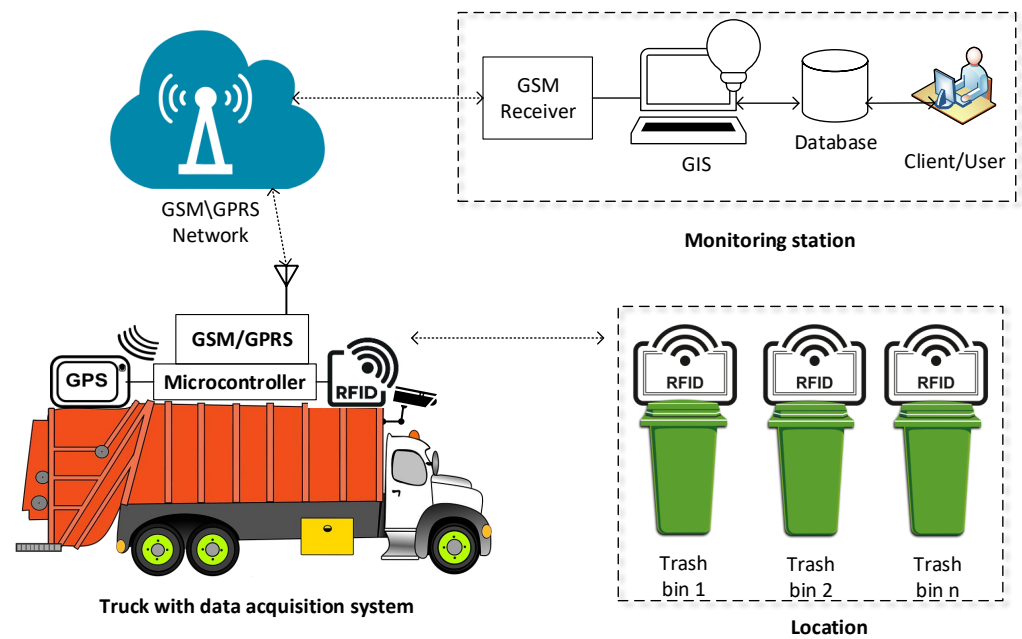 GSM
Receiver
GIS
Database
Client/User
Monitoring station
GSM\GPRS
Network
GSM/GPRS
GPS
Microcontroller
RFID
Truck with data acquisition system
RFID
RFID
RFID
Trash
bin 1
Trash
bin 2
Trash
bin n
Location